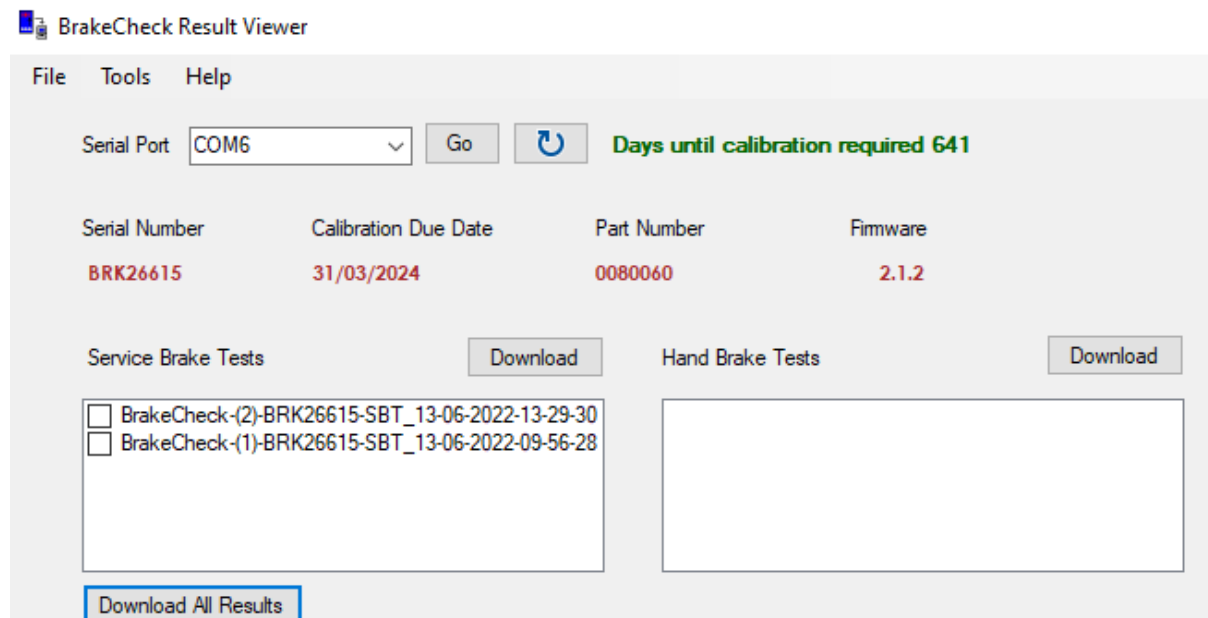 BrakeCheck Result Viewer
File Tools Help
Serial Port COM6 Go Days until calibration required 641
Serial Number Calibration Due Date Part Number Firmware
BRK26615 31/03/2024 0080060 2.1.2
Service Brake Tests Download Hand Brake Tests Download
BrakeCheck-(2)-BRK26615-SBT_13-06-2022-13-29-30
BrakeCheck-(1)-BRK26615-SBT_13-06-2022-09-56-28
Download All Results